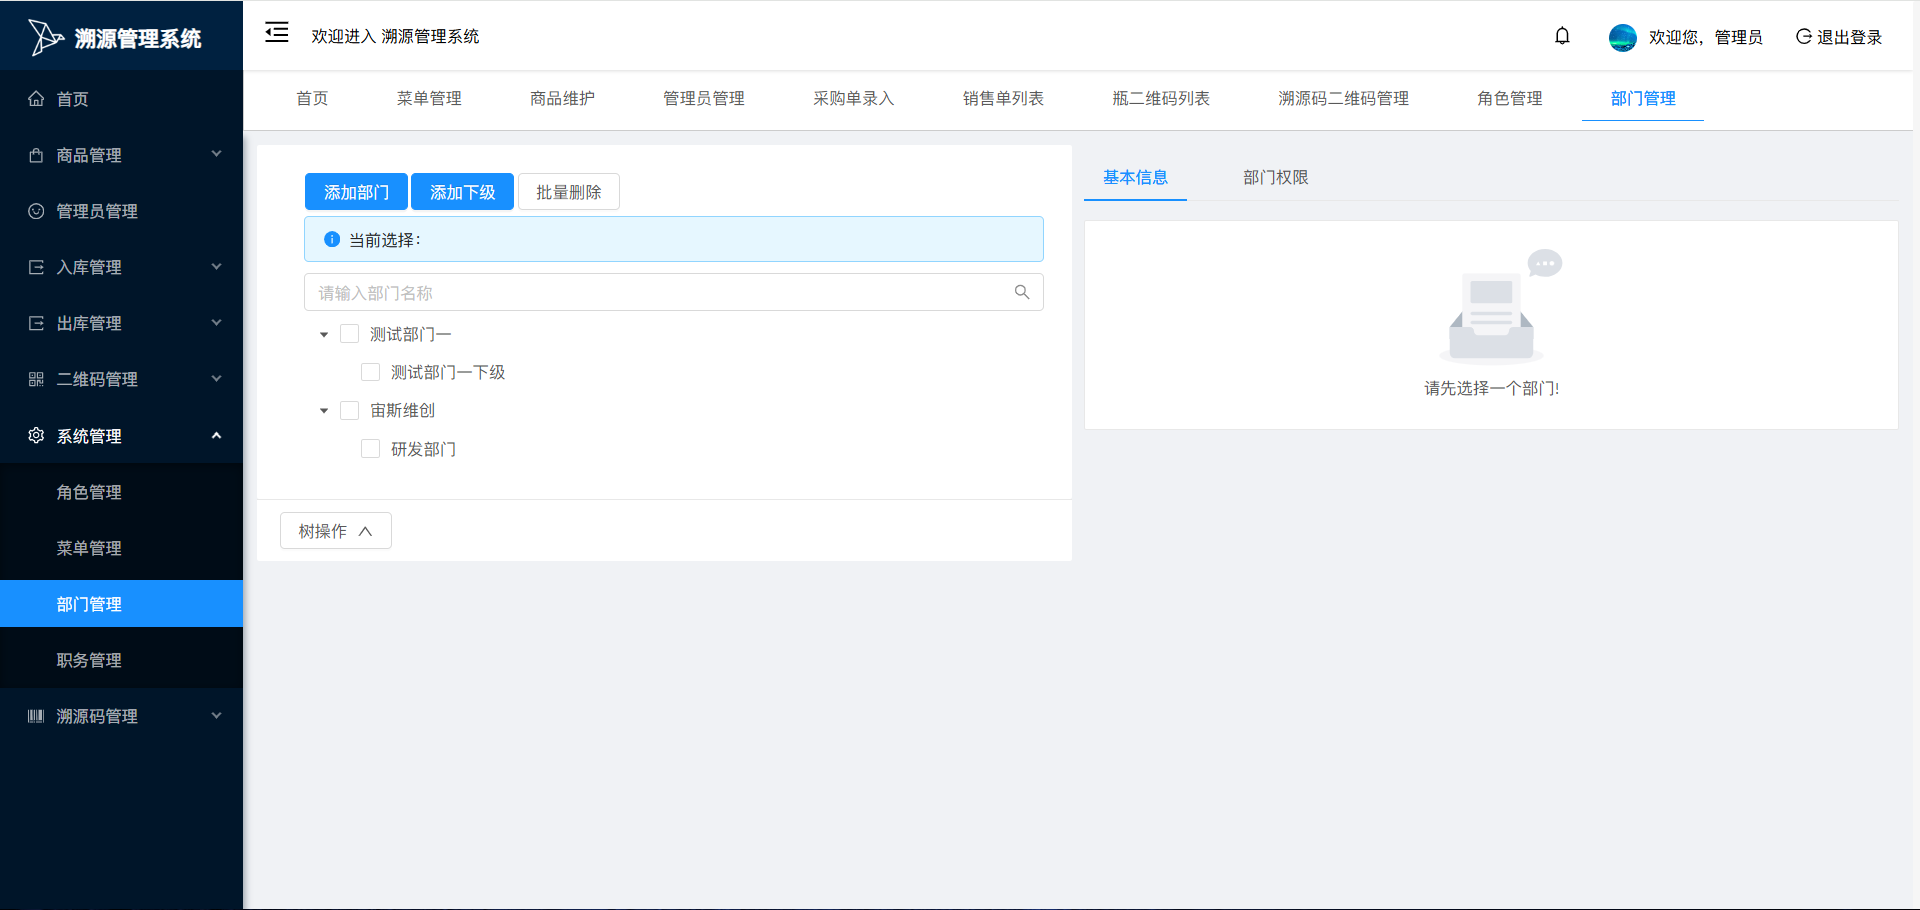 溯源管理系统
首页
商品管理
管理员管理
入库管理
出库管理
二维码管理
系统管理
角色管理
菜单管理
部门管理
职务管理
溯源码管理
欢迎进入 溯源管理系统
欢迎您，管理员
退出登录
首页 菜单管理 商品维护 管理员管理 采购单录入 销售单列表 瓶二维码列表 溯源码二维码管理 角色管理 部门管理
添加部门 添加下级 批量删除
当前选择：
请输入部门名称
测试部门一
测试部门一下级
宙斯维创
研发部门
树操作
基本信息 部门权限
请先选择一个部门!